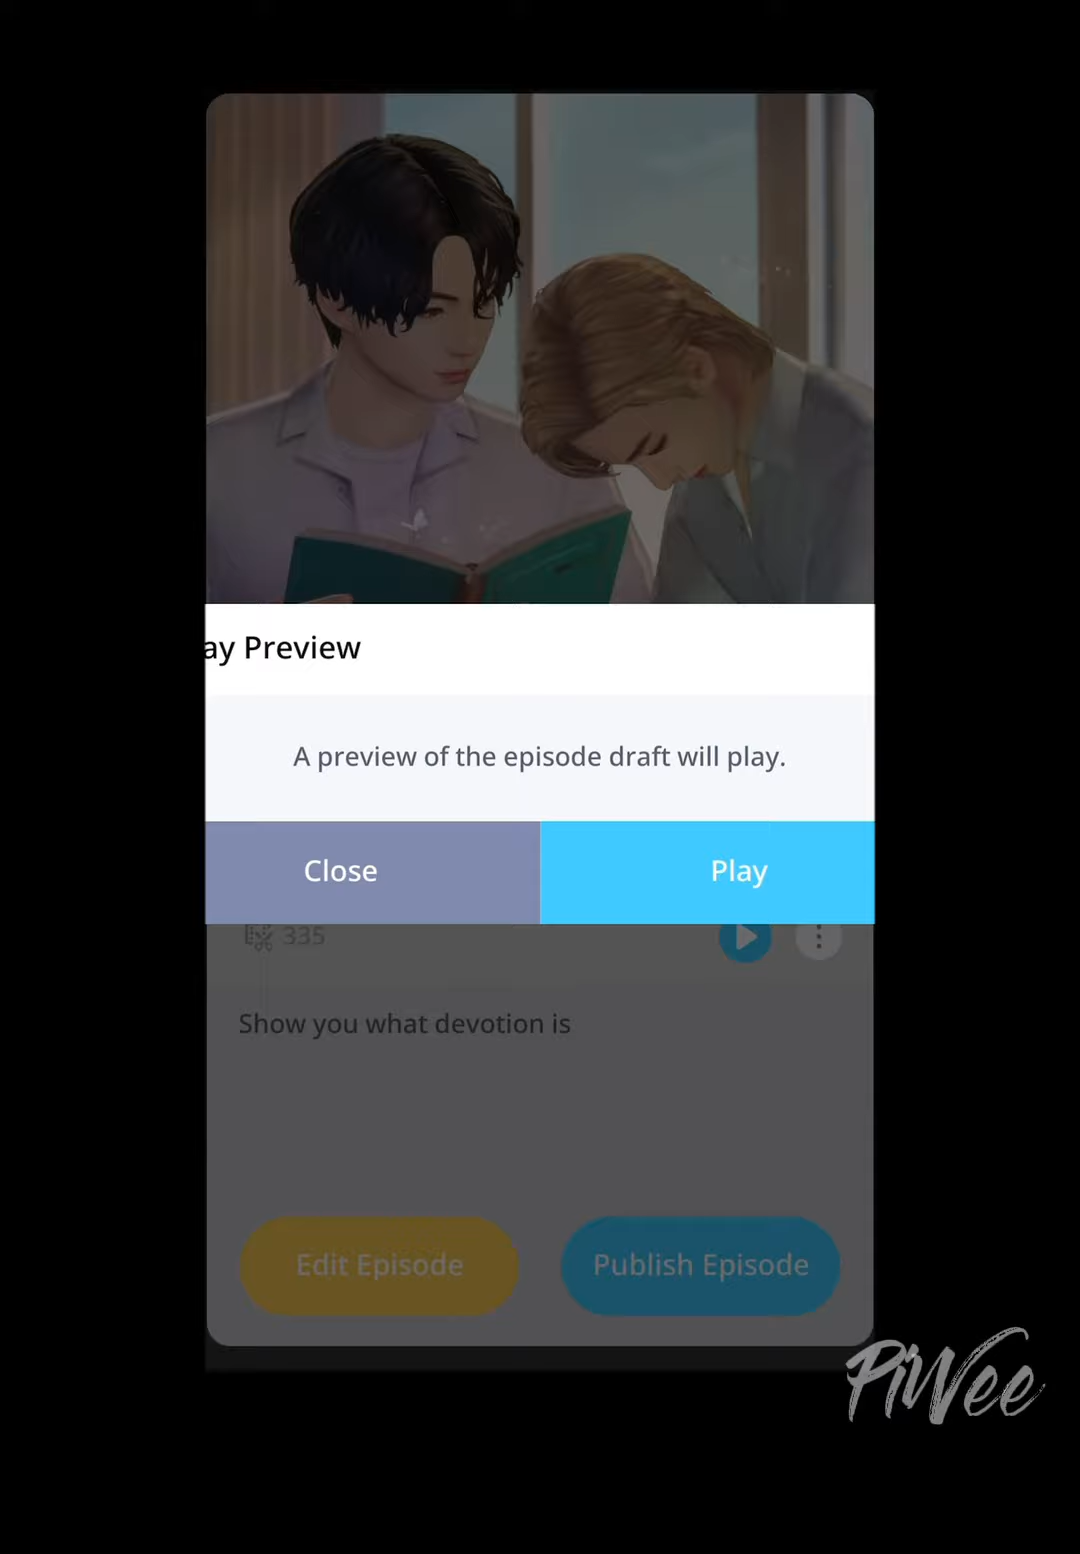 ay Preview
A preview of the episode draft will play.
Close
Play
335
Show you what devotion is
Edit Episode
Publish Episode
PiWee